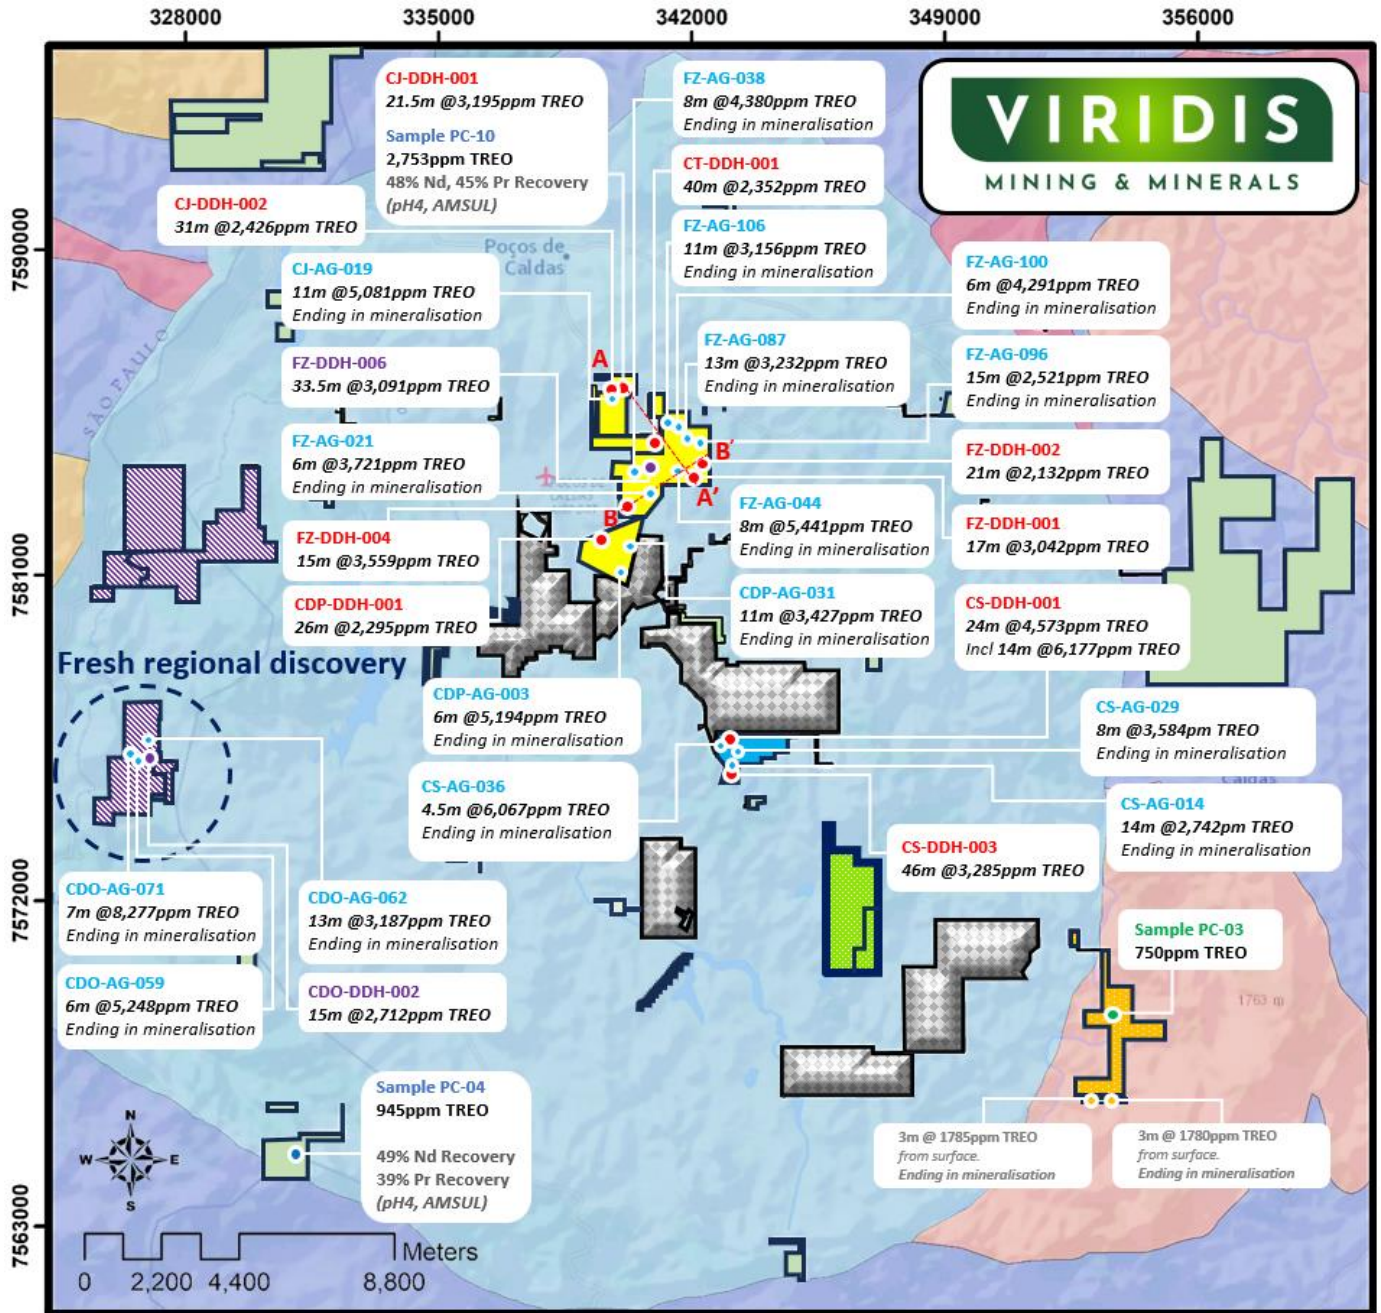 328000
335000
342000
349000
356000
7590000
7581000
7572000
7563000
VIRIDIS
MINING & MINERALS
CJ-DDH-001
21.5m @3,195ppm TREO
Sample PC-10
2,753ppm TREO
48% Nd, 45% Pr Recovery
(pH4, AMSUL)
FZ-AG-038
8m @4,380ppm TREO
Ending in mineralisation
CT-DDH-001
40m @2,352ppm TREO
CJ-DDH-002
31m @2,426ppm TREO
FZ-AG-106
11m @3,156ppm TREO
Ending in mineralisation
Poços de
Caldas
CJ-AG-019
11m @5,081ppm TREO
Ending in mineralisation
FZ-AG-100
6m @4,291ppm TREO
Ending in mineralisation
SÃO PAULO
FZ-DDH-006
33.5m @3,091ppm TREO
A
FZ-AG-087
13m @3,232ppm TREO
Ending in mineralisation
FZ-AG-096
15m @2,521ppm TREO
Ending in mineralisation
FZ-AG-021
6m @3,721ppm TREO
Ending in mineralisation
B'
A'
B
FZ-DDH-002
21m @2,132ppm TREO
FZ-DDH-004
15m @3,559ppm TREO
FZ-AG-044
8m @5,441ppm TREO
Ending in mineralisation
FZ-DDH-001
17m @3,042ppm TREO
CDP-DDH-001
26m @2,295ppm TREO
CDP-AG-031
11m @3,427ppm TREO
Ending in mineralisation
CS-DDH-001
24m @4,573ppm TREO
Incl 14m @6,177ppm TREO
Fresh regional discovery
CDP-AG-003
6m @5,194ppm TREO
Ending in mineralisation
CS-AG-029
8m @3,584pm TREO
Ending in mineralisation
Caldas
CS-AG-036
4.5m @6,067ppm TREO
Ending in mineralisation
CS-AG-014
14m @2,742pm TREO
Ending in mineralisation
CS-DDH-003
46m @3,285ppm TREO
CDO-AG-071
7m @8,277ppm TREO
Ending in mineralisation
CDO-AG-062
13m @3,187ppm TREO
Ending in mineralisation
Sample PC-03
750ppm TREO
CDO-AG-059
6m @5,248ppm TREO
Ending in mineralisation
CDO-DDH-002
15m @2,712ppm TREO
1763 m
Sample PC-04
945ppm TREO
49% Nd Recovery
39% Pr Recovery
(pH4, AMSUL)
3m @ 1785ppm TREO
from surface.
Ending in mineralisation
3m @ 1780ppm TREO
from surface.
Ending in mineralisation
N
W
E
S
Meters
0
2,200
4,400
8,800